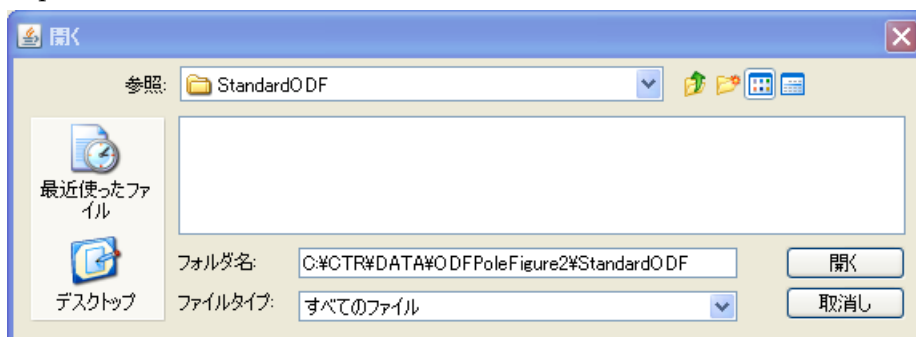 開く
参照:
StandardODF
最近使ったファ
イル
デスクトップ
フォルダ名:
C:¥CTR¥DATA¥ODFPoleFigure2¥StandardODF
開く
ファイルタイプ:
すべてのファイル
取消し